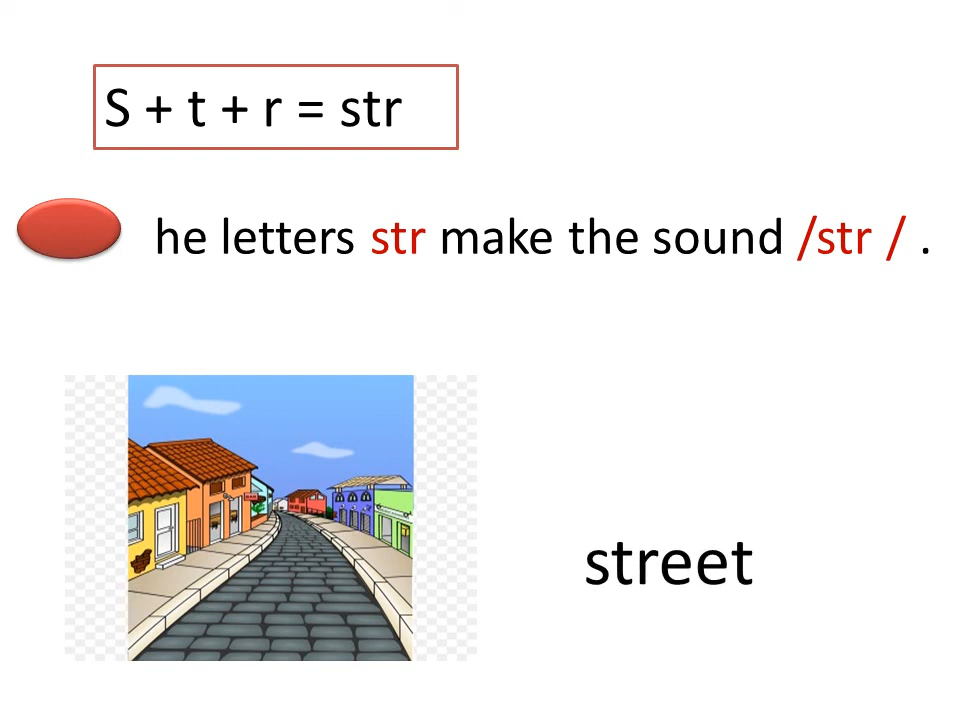 S + t + r = str
he letters str make the sound /str / .
street